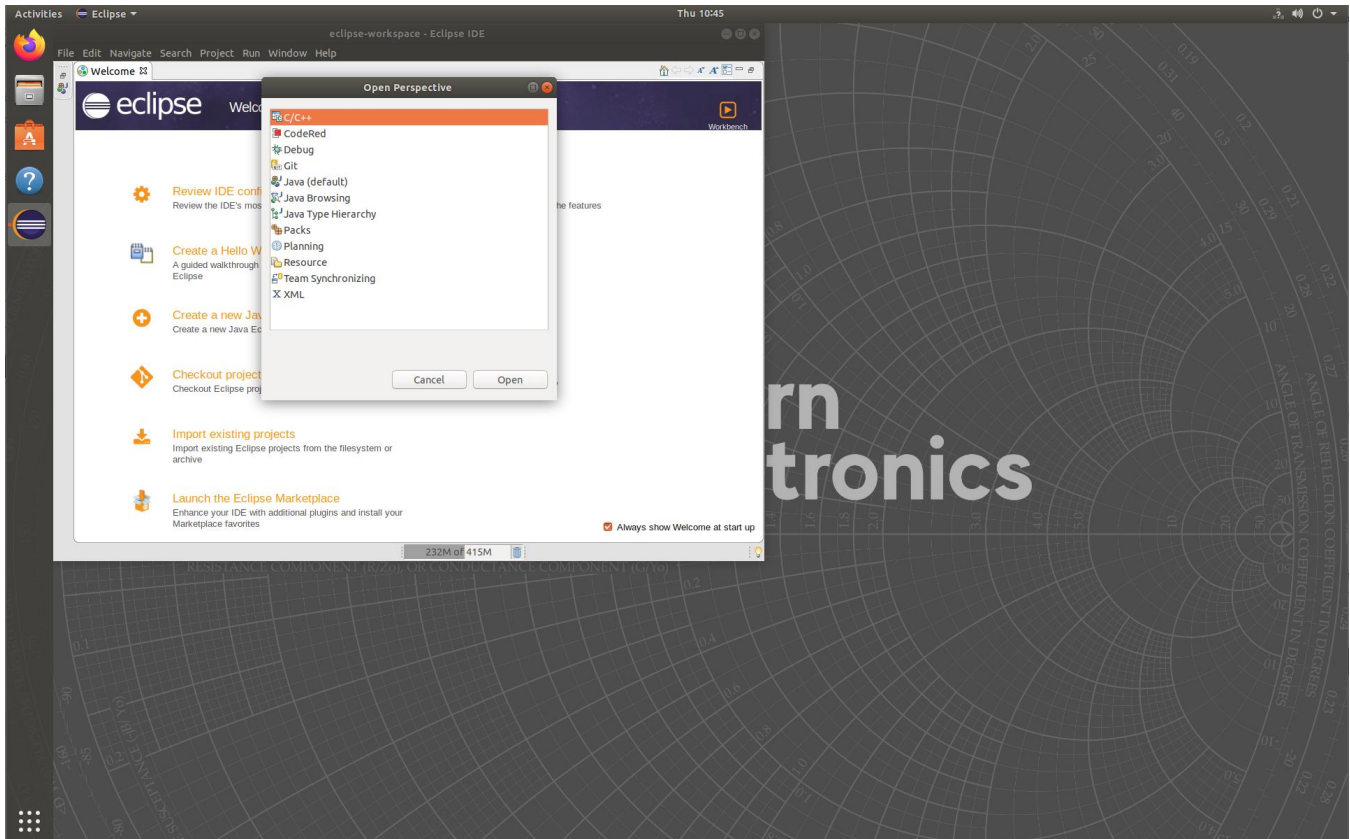 Activities Eclipse Thu 10:45
eclipse-workspace - Eclipse IDE
File Edit Navigate Search Project Run Window Help
Welcome
eclipse Welco
Workbench
Open Perspective
C/C++
CodeRed
Debug
Git
Java (default)
Java Browsing
Java Type Hierarchy
Packs
Planning
Resource
Team Synchronizing
XML
Cancel Open
Review IDE confi
Review the IDE's mos he features
Create a Hello W
A guided walkthrough
Eclipse
Create a new Jav
Create a new Java Ec
Checkout project
Checkout Eclipse proj
Import existing projects
Import existing Eclipse projects from the filesystem or
archive
Launch the Eclipse Marketplace
Enhance your IDE with additional plugins and install your
Marketplace favorites
Always show Welcome at start up
232M of 415M
rn
tronics
RESISTANCE COMPONENT (R/Zo), OR CONDUCTANCE COMPONENT (G/Yo)
ANGLE OF TRANSMISSION COEFFICIENT IN DEGREES
ANGLE OF REFLECTION COEFFICIENT IN DEGREES